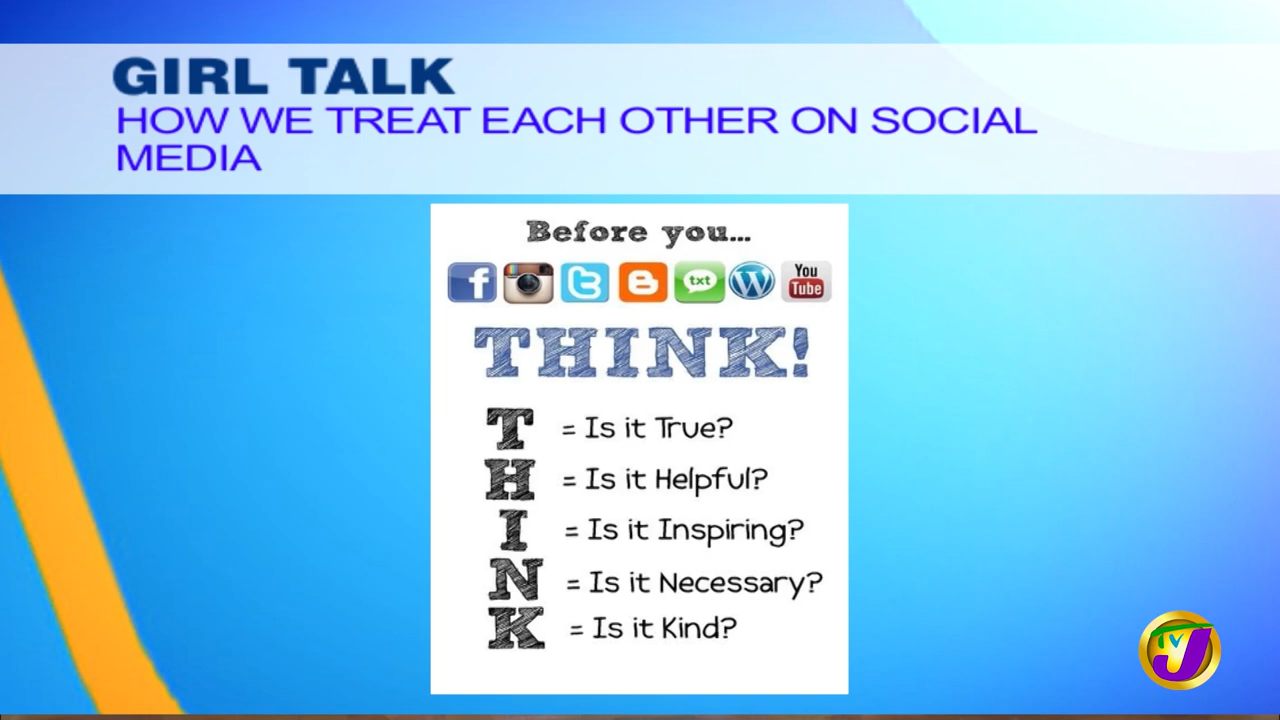 GIRL TALK
HOW WE TREAT EACH OTHER ON SOCIAL
MEDIA
Before you...
f t B txt W You
Tube
THINK!
T = Is it True?
H = Is it Helpful?
I = Is it Inspiring?
N = Is it Necessary?
K = Is it Kind?
TVJ